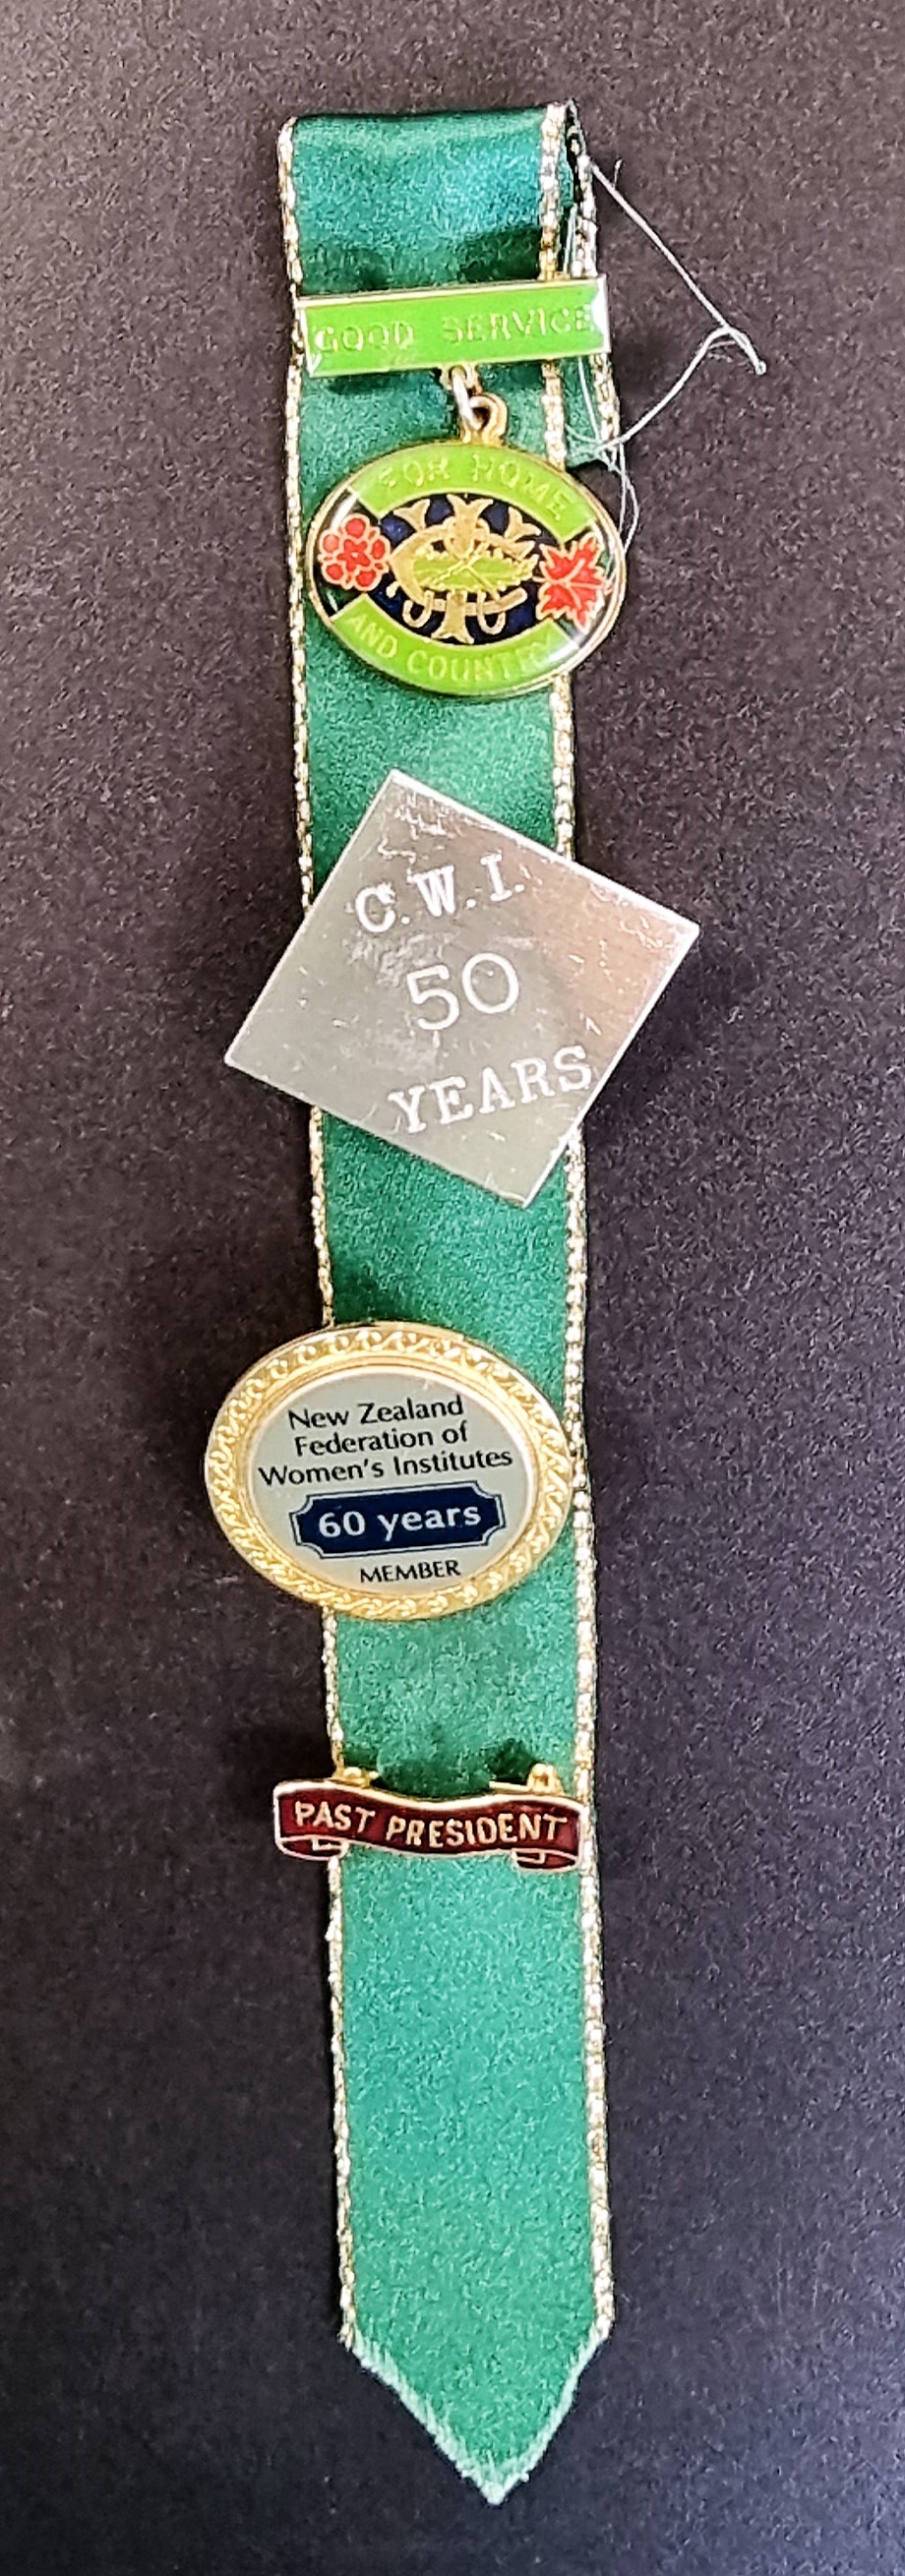 GOOD SERVICE
FOR HOME
AND COUNTRY
C.W.I.
50
YEARS
New Zealand
Federation of
Women's Institutes
60 years
MEMBER
PAST PRESIDENT